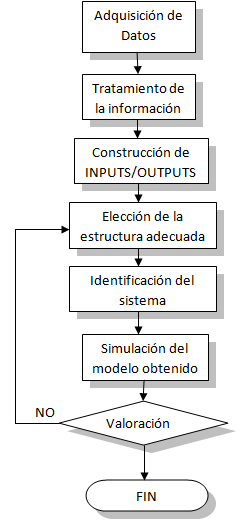 Adquisición de
Datos
Tratamiento de
la información
Construcción de
INPUTS/OUTPUTS
Elección de la
estructura adecuada
Identificación del
sistema
Simulación del
modelo obtenido
NO
Valoración
FIN